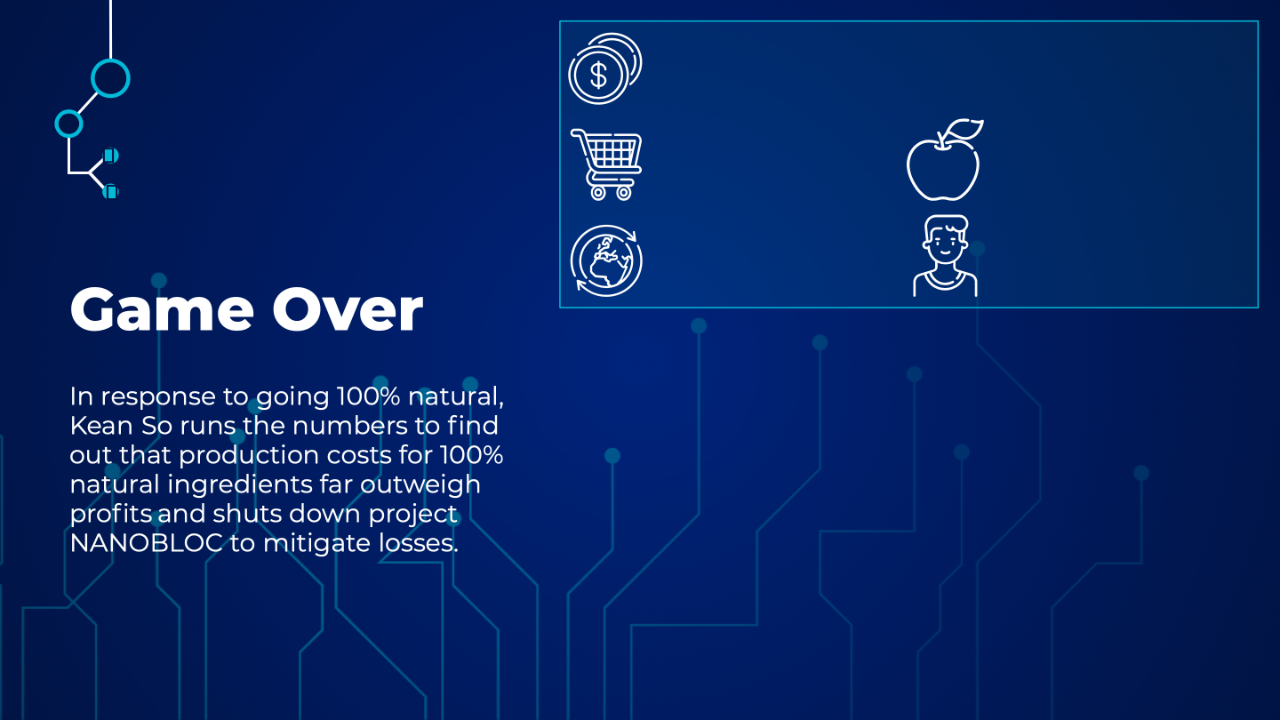 $
Game Over
In response to going 100% natural,
Kean So runs the numbers to find
out that production costs for 100%
natural ingredients far outweigh
profits and shuts down project
NANOBLOC to mitigate losses.